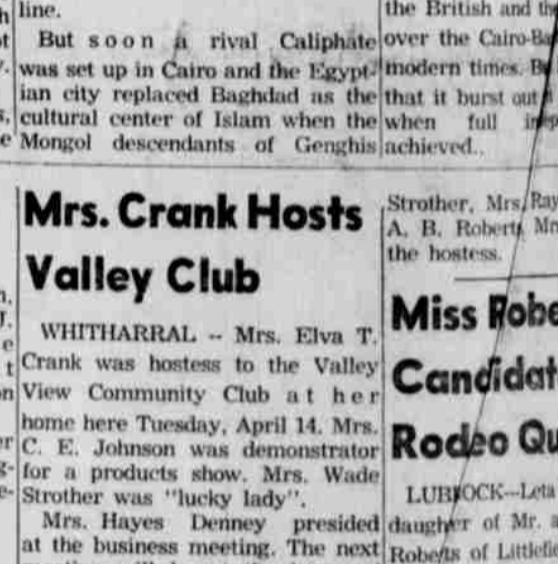 line.
But soon a rival Caliphate
was set up in Cairo and the Egypt-
ian city replaced Baghdad as the
cultural center of Islam when the
Mongol descendants of Genghis
Mrs. Crank Hosts
Valley Club
WHITHARRAL -- Mrs. Elva T.
Crank was hostess to the Valley
View Community Club at her
home here Tuesday, April 14. Mrs.
C. E. Johnson was demonstrator
for a products show. Mrs. Wade
Strother was "lucky lady".
Mrs. Hayes Denney presided
at the business meeting. The next
the British and
over the Cairo-
modern times.
that it burst out
when full
achieved..
Strother, Mrs. Ray
A. B. Roberts
the hostess.
Miss
Rodeo
LUBBOCK--Leta
daughter of Mr.
Roberts of